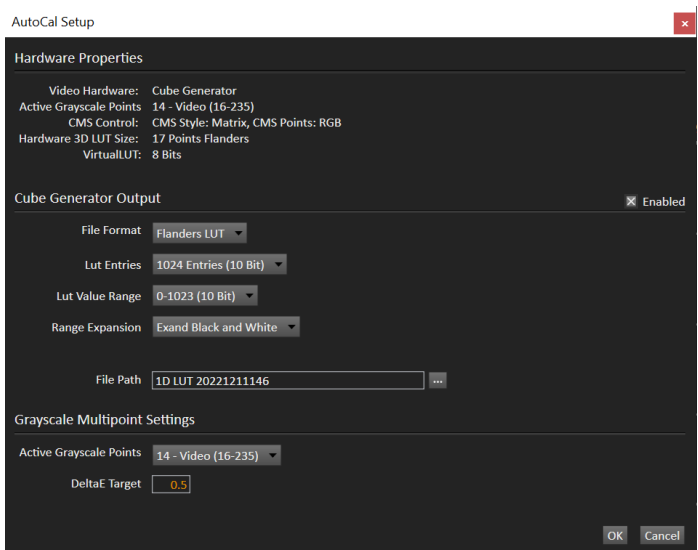 AutoCal Setup
Hardware Properties
Video Hardware: Cube Generator
Active Grayscale Points 14 - Video (16-235)
CMS Control: CMS Style: Matrix, CMS Points: RGB
Hardware 3D LUT Size: 17 Points Flanders
VirtualLUT: 8 Bits
Cube Generator Output Enabled
File Format Flanders LUT
Lut Entries 1024 Entries (10 Bit)
Lut Value Range 0-1023 (10 Bit)
Range Expansion Exand Black and White
File Path 1D LUT 20221211146 ...
Grayscale Multipoint Settings
Active Grayscale Points 14 - Video (16-235)
DeltaE Target 0.5
OK Cancel